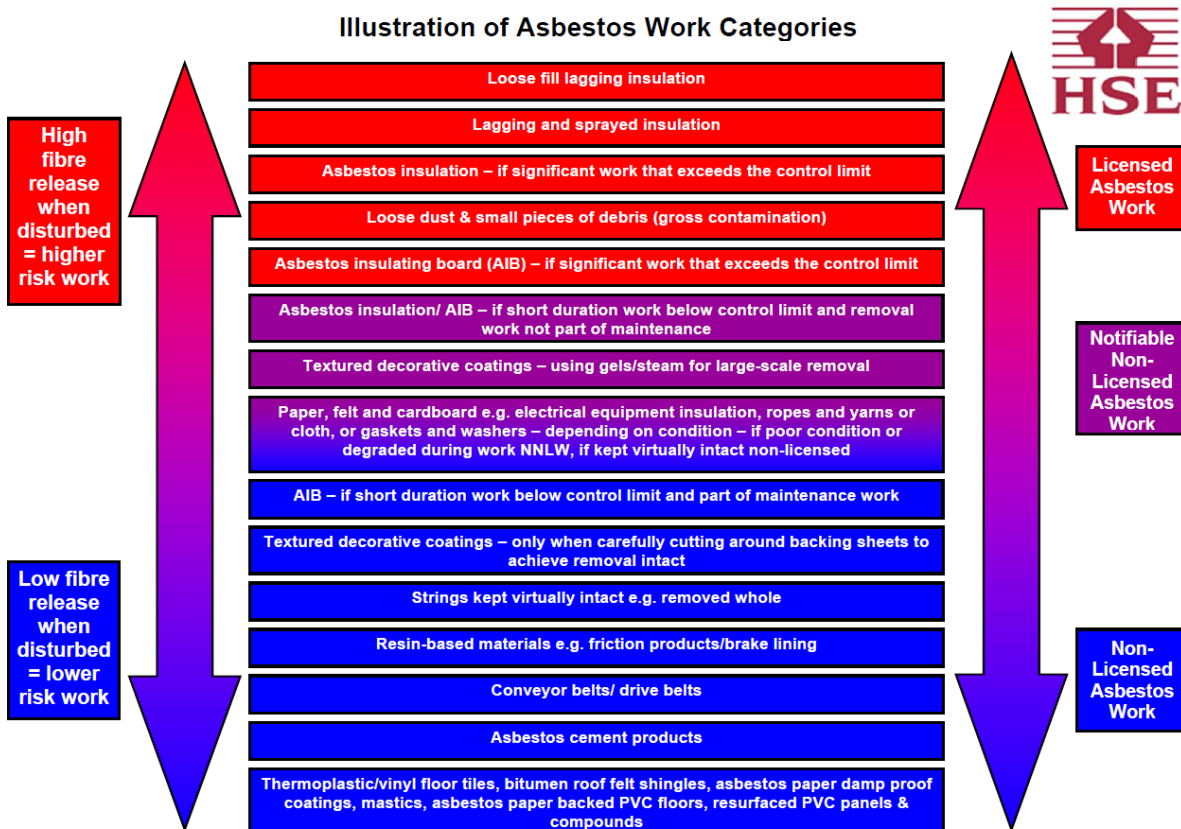 Illustration of Asbestos Work Categories
HSE
High
fibre
release
when
disturbed
= higher
risk work
Low fibre
release
when
disturbed
= lower
risk work
Loose fill lagging insulation
Lagging and sprayed insulation
Asbestos insulation – if significant work that exceeds the control limit
Loose dust & small pieces of debris (gross contamination)
Asbestos insulating board (AIB) – if significant work that exceeds the control limit
Asbestos insulation/ AIB – if short duration work below control limit and removal
work not part of maintenance
Textured decorative coatings – using gels/steam for large-scale removal
Paper, felt and cardboard e.g. electrical equipment insulation, ropes and yarns or
cloth, or gaskets and washers – depending on condition – if poor condition or
degraded during work NNLW, if kept virtually intact non-licensed
AIB – if short duration work below control limit and part of maintenance work
Textured decorative coatings – only when carefully cutting around backing sheets to
achieve removal intact
Strings kept virtually intact e.g. removed whole
Resin-based materials e.g. friction products/brake lining
Conveyor belts/ drive belts
Asbestos cement products
Thermoplastic/vinyl floor tiles, bitumen roof felt shingles, asbestos paper damp proof
coatings, mastics, asbestos paper backed PVC floors, resurfaced PVC panels &
compounds
Licensed
Asbestos
Work
Notifiable
Non-
Licensed
Asbestos
Work
Non-
Licensed
Asbestos
Work